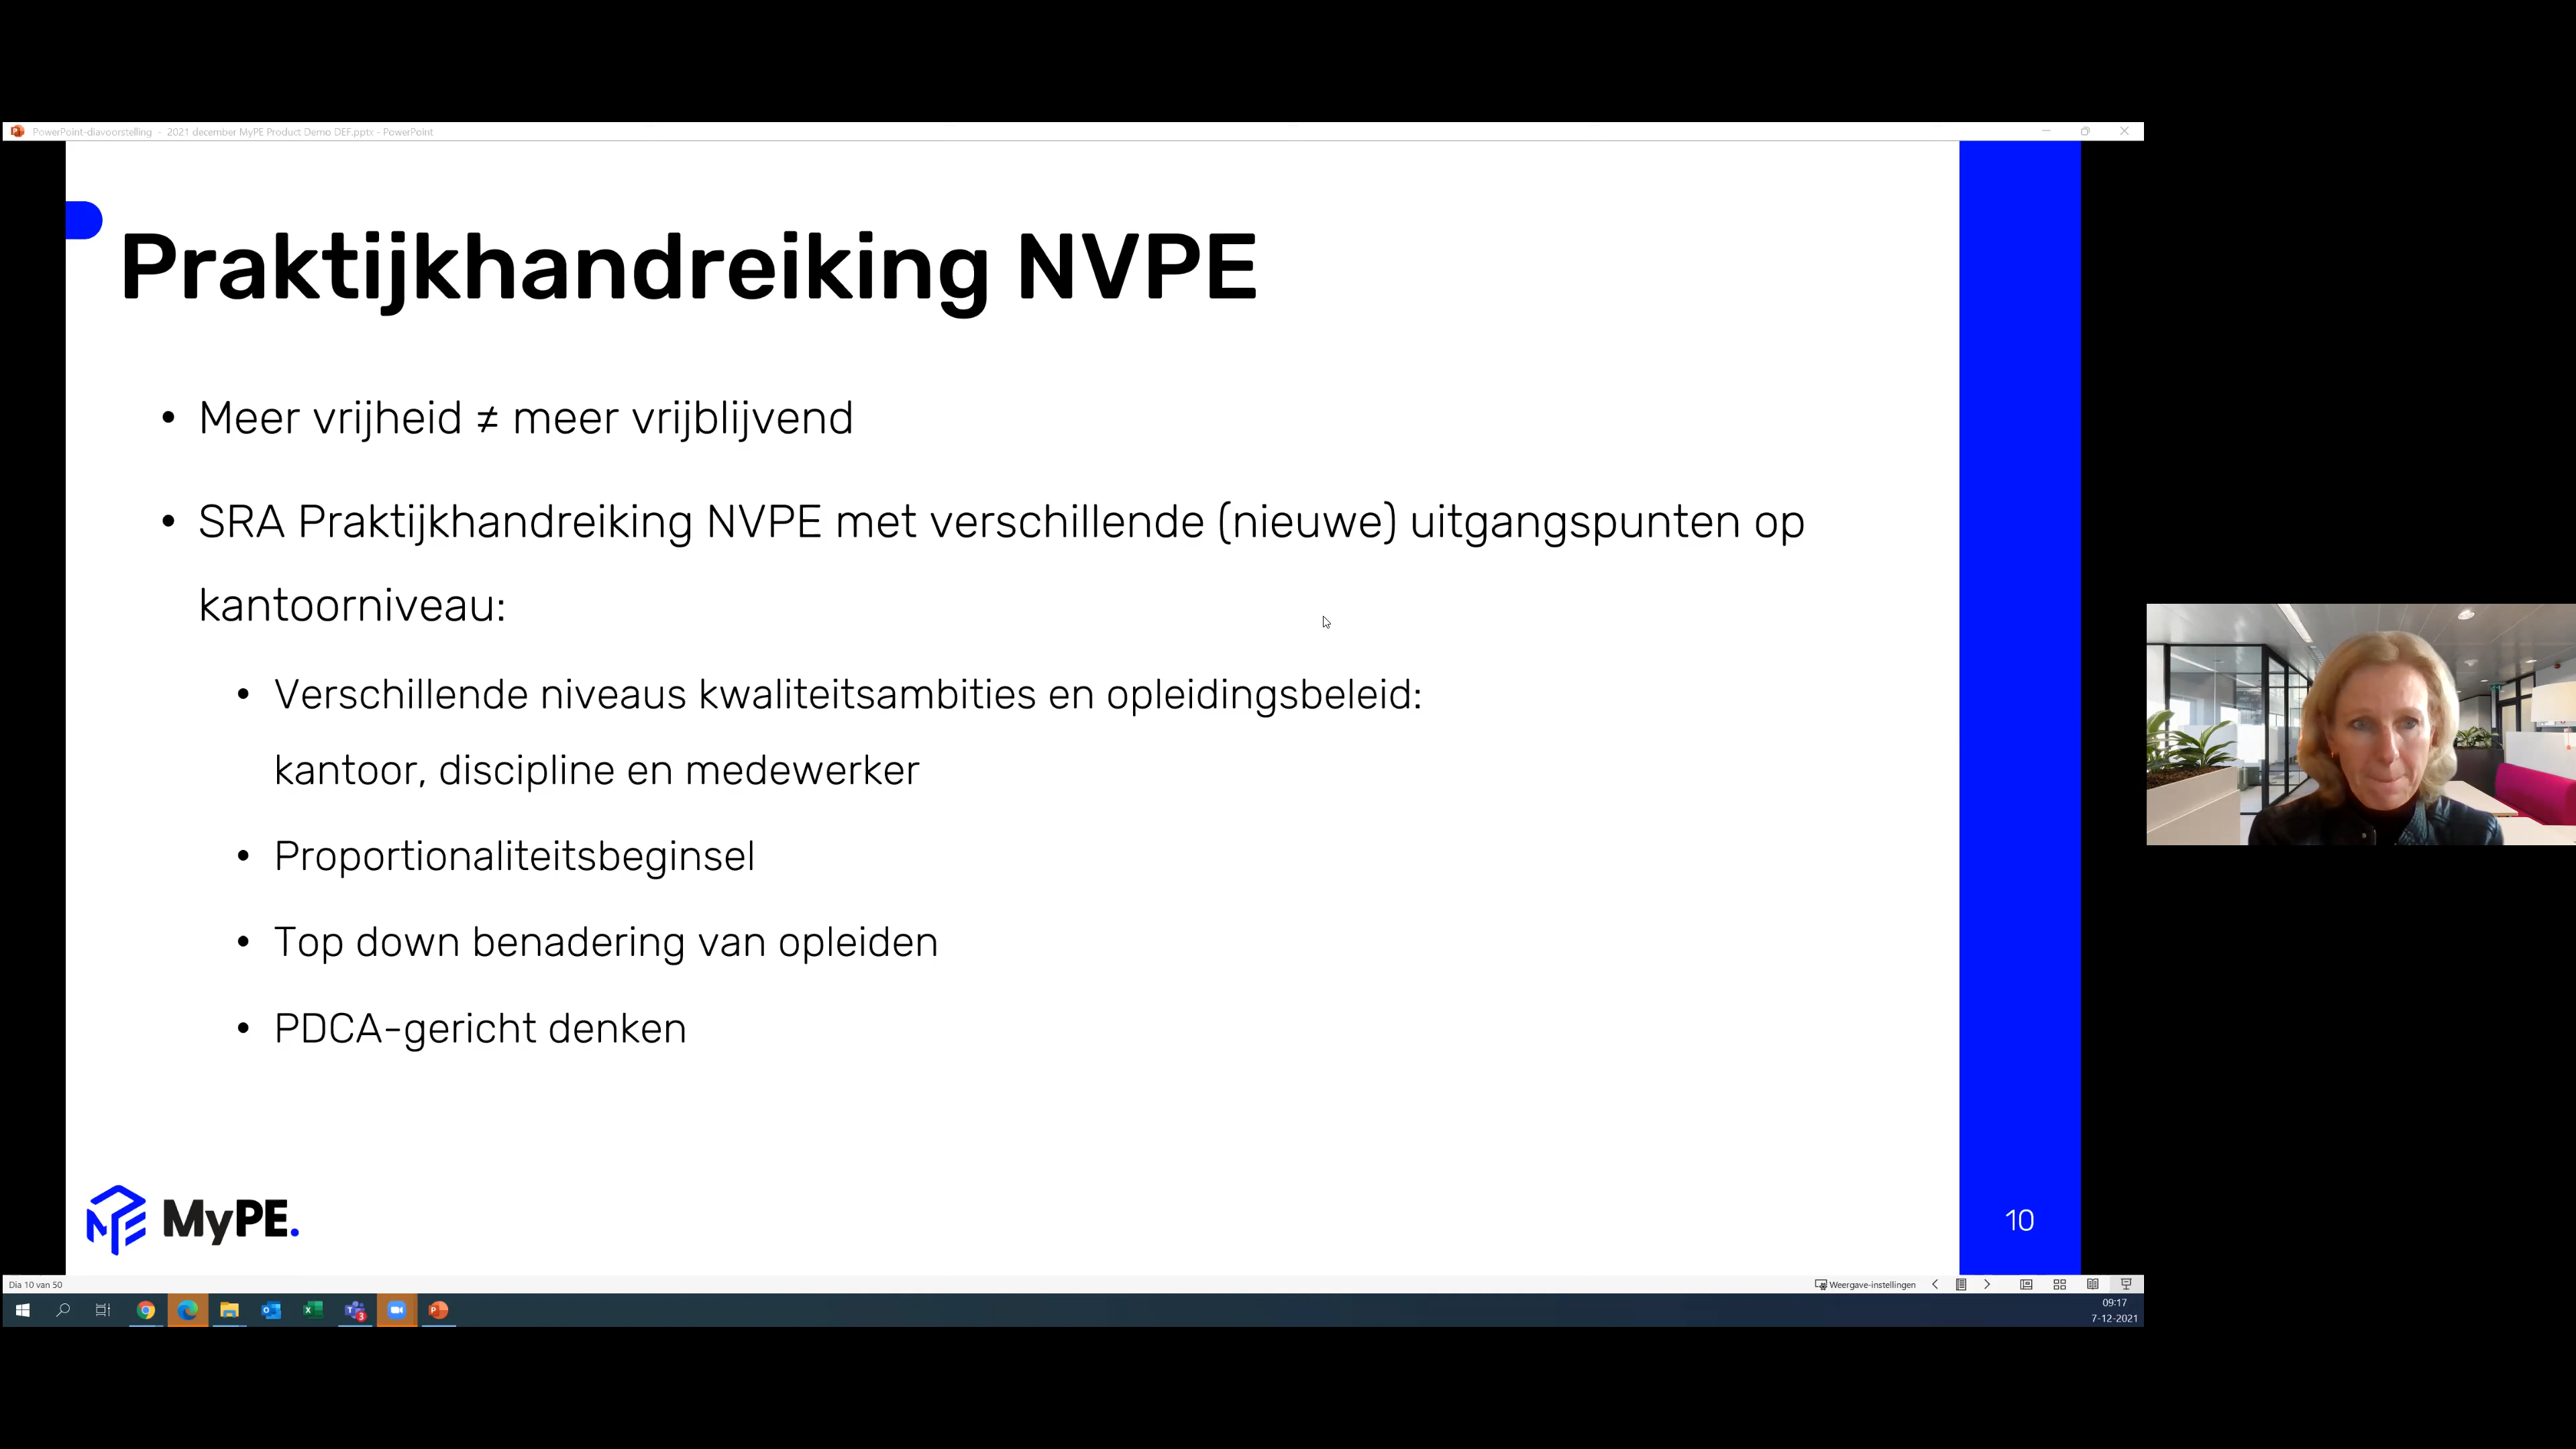 PowerPoint-diavoorstelling - 2021 december MyPE Product Demo DEF.pptx - PowerPoint
Praktijkhandreiking NVPE
• Meer vrijheid ≠ meer vrijblijvend
• SRA Praktijkhandreiking NVPE met verschillende (nieuwe) uitgangspunten op
kantoorniveau:
• Verschillende niveaus kwaliteitsambities en opleidingsbeleid:
kantoor, discipline en medewerker
• Proportionaliteitsbeginsel
• Top down benadering van opleiden
• PDCA-gericht denken
MyPE.
10
Dia 10 van 50
Weergave-instellingen
3
09:17
7-12-2021